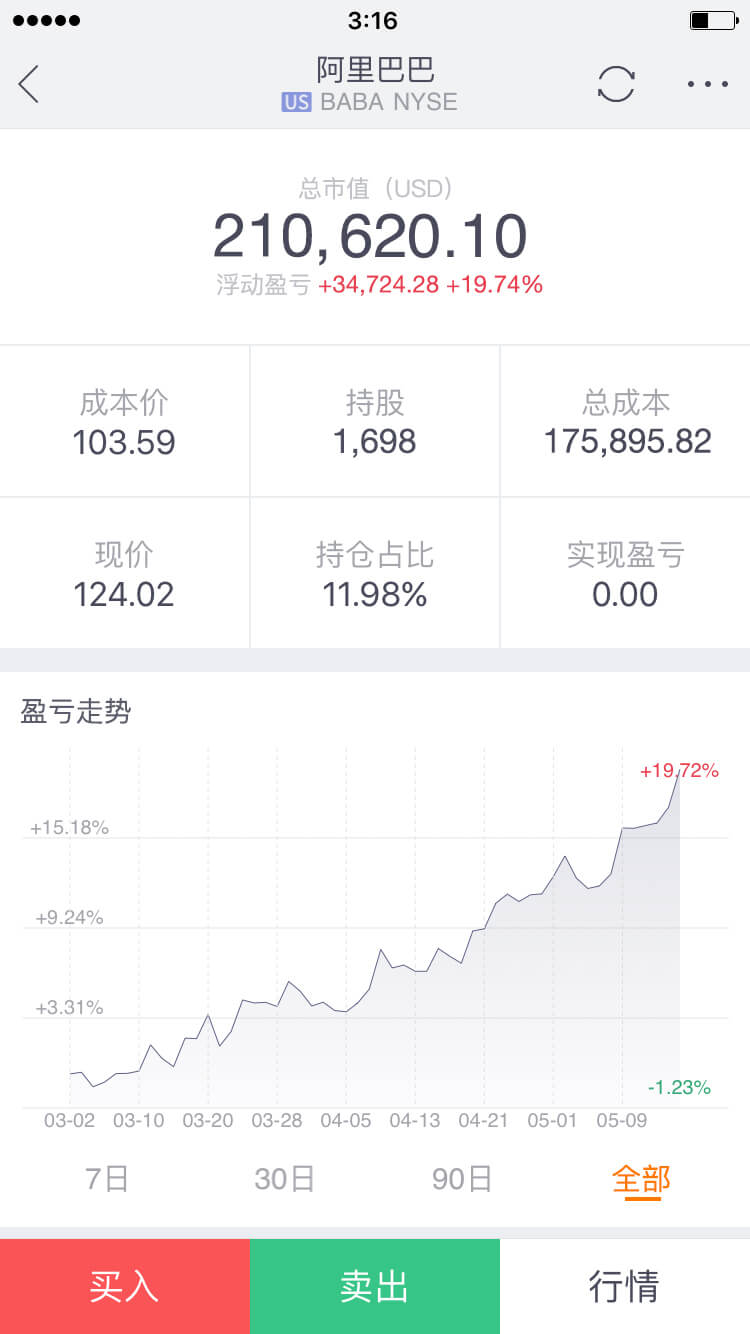 3:16
阿里巴巴
US BABA NYSE
总市值（USD）
210,620.10
浮动盈亏 +34,724.28 +19.74%
成本价 持股 总成本
103.59 1,698 175,895.82
现价 持仓占比 实现盈亏
124.02 11.98% 0.00
盈亏走势
+19.72%
+15.18%
+9.24%
+3.31%
-1.23%
03-02 03-10 03-20 03-28 04-05 04-13 04-21 05-01 05-09
7日 30日 90日 全部
买入 卖出 行情